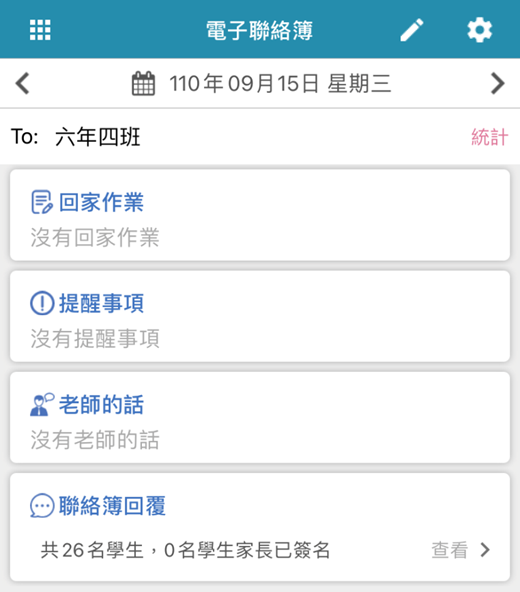 電子聯絡簿
110年09月15日 星期三
To: 六年四班 統計
回家作業
沒有回家作業
提醒事項
沒有提醒事項
老師的話
沒有老師的話
聯絡簿回覆
共26名學生，0名學生家長已簽名 查看